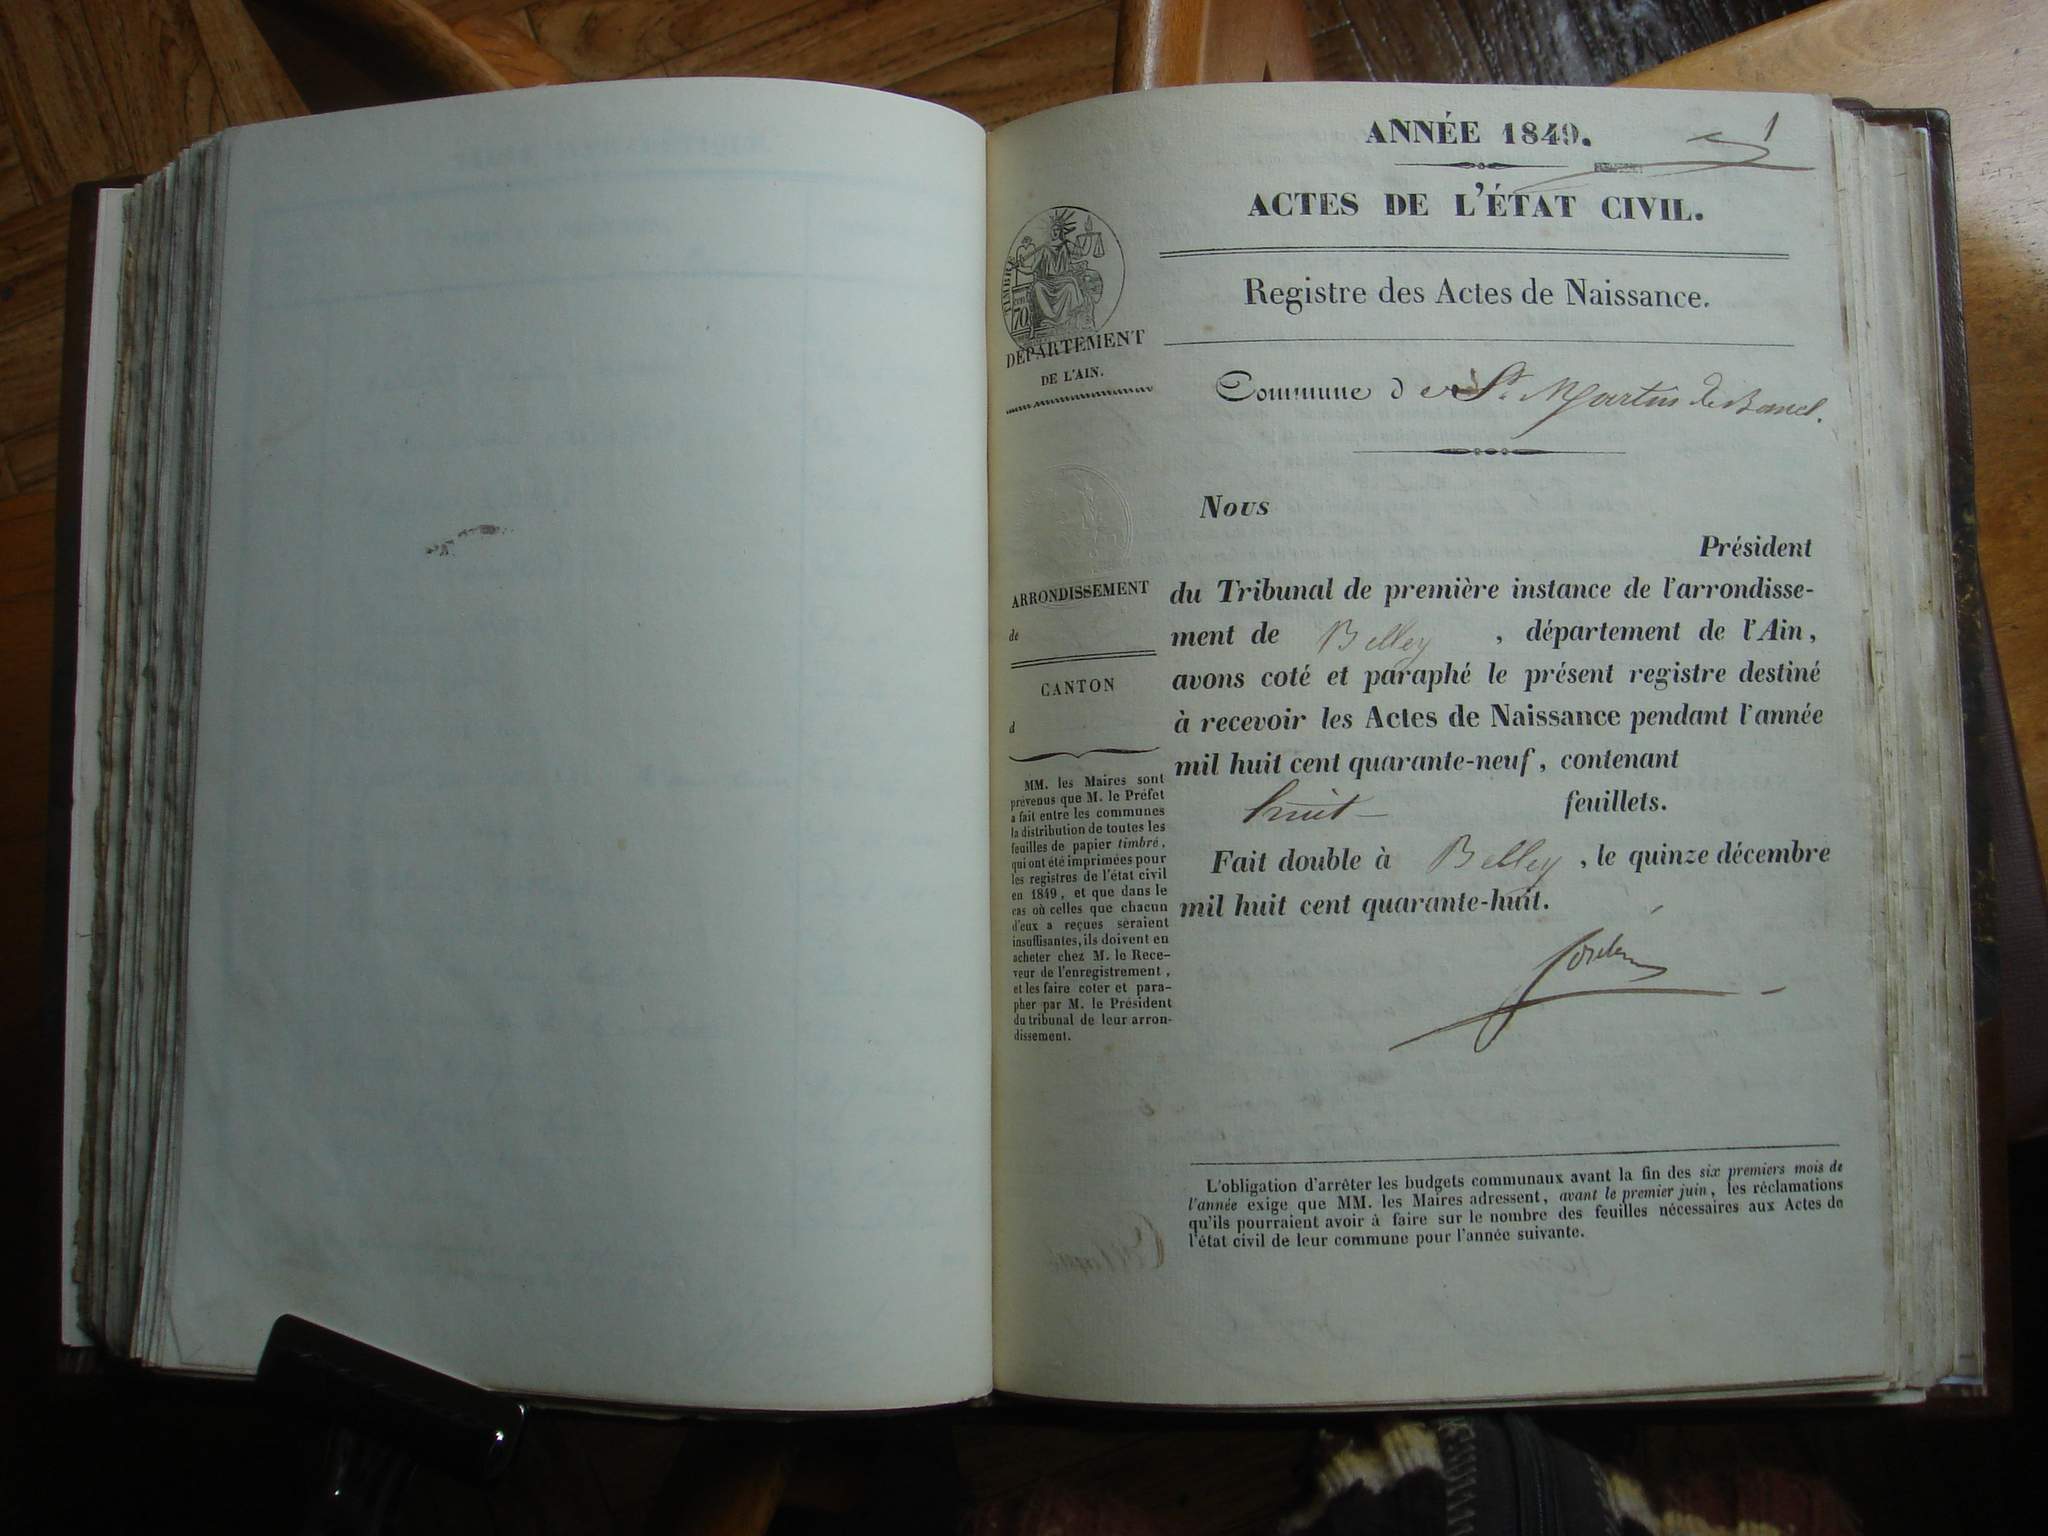 ANNÉE 1849.
1
ACTES DE L'ÉTAT CIVIL.
Registre des Actes de Naissance.
TIMBRE
70
DÉPARTEMENT
DE L'AIN.
Commune de St. Martin de Bavel.
Nous
Président
du Tribunal de première instance de l'arrondisse-
ment de Belley, département de l'Ain,
avons coté et paraphé le présent registre destiné
à recevoir les Actes de Naissance pendant l'année
mil huit cent quarante-neuf, contenant
huit feuillets.
Fait double à Belley, le quinze décembre
mil huit cent quarante-huit.
ARRONDISSEMENT
de
CANTON
d
MM. les Maires sont
prévenus que M. le Préfet
a fait entre les communes
la distribution de toutes les
feuilles de papier timbré,
qui ont été imprimées pour
les registres de l'état civil
en 1849, et que dans le
cas où celles que chacun
d'eux a reçues seraient
insuffisantes, ils doivent en
acheter chez M. le Rece-
veur de l'enregistrement,
et les faire coter et para-
pher par M. le Président
du tribunal de leur arron-
dissement.
L'obligation d'arrêter les budgets communaux avant la fin des six premiers mois de
l'année exige que MM. les Maires adressent, avant le premier juin, les réclamations
qu'ils pourraient avoir à faire sur le nombre des feuilles nécessaires aux Actes de
l'état civil de leur commune pour l'année suivante.